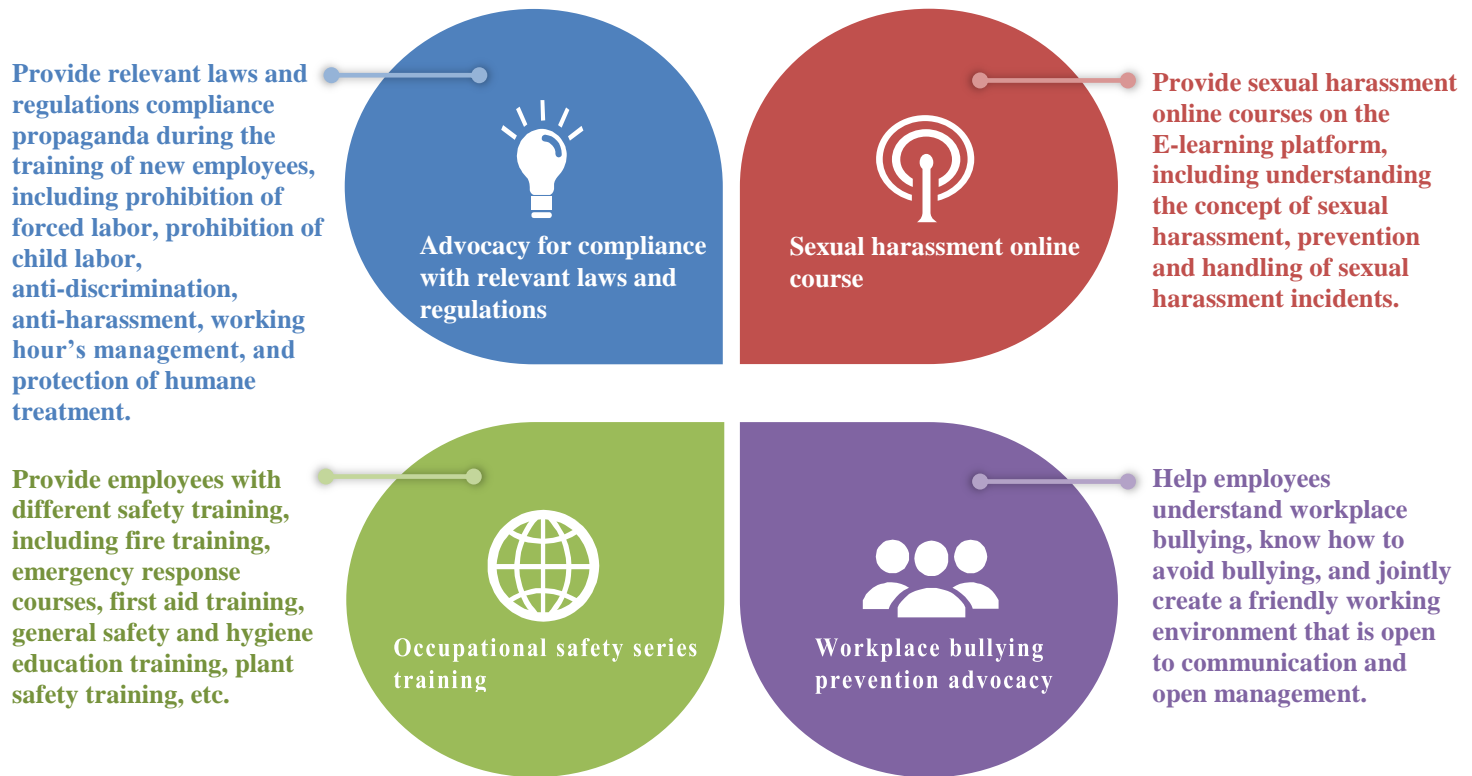 Provide relevant laws and
regulations compliance
propaganda during the
training of new employees,
including prohibition of
forced labor, prohibition of
child labor,
anti-discrimination,
anti-harassment, working
hour’s management, and
protection of humane
treatment.
Advocacy for compliance
with relevant laws and
regulations
Sexual harassment online
course
Provide sexual harassment
online courses on the
E-learning platform,
including understanding
the concept of sexual
harassment, prevention
and handling of sexual
harassment incidents.
Provide employees with
different safety training,
including fire training,
emergency response
courses, first aid training,
general safety and hygiene
education training, plant
safety training, etc.
Occupational safety series
training
Workplace bullying
prevention advocacy
Help employees
understand workplace
bullying, know how to
avoid bullying, and jointly
create a friendly working
environment that is open
to communication and
open management.